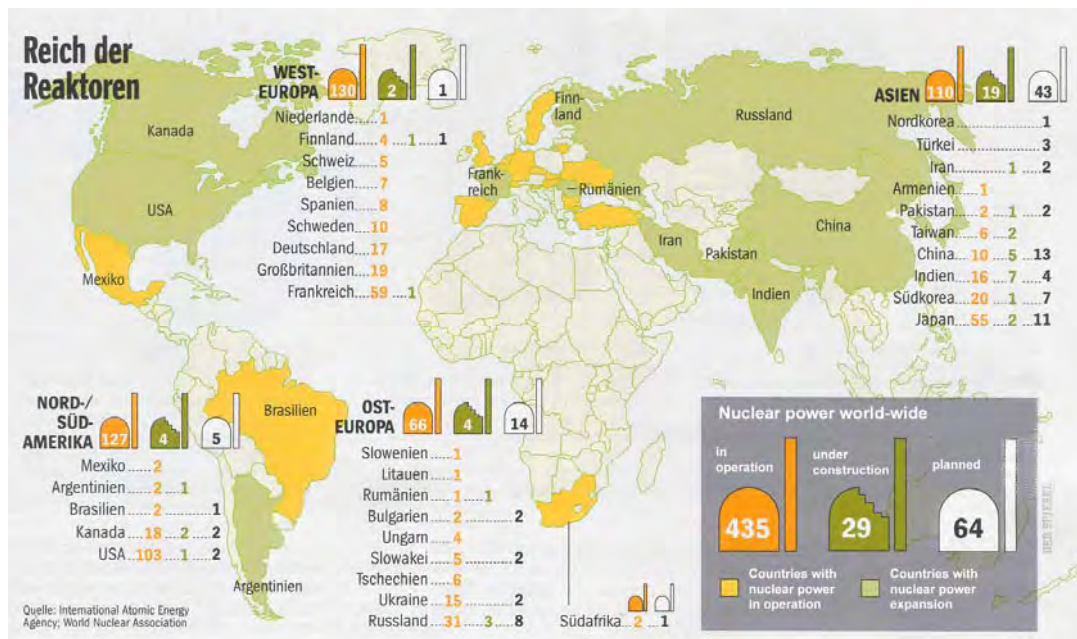 Reich der
Reaktoren
WEST-
EUROPA 130 2 1
Niederlande.....1
Finnland.....4.....1.....1
Schweiz.....5
Belgien.....7
Spanien.....8
Schweden.....10
Deutschland.....17
Großbritannien.....19
Frankreich.....59.....1
ASIEN 110 19 43
Nordkorea.....1
Türkei.....3
Iran.....1.....2
Armenien.....1
Pakistan.....2.....1.....2
Taiwan.....6.....2
China.....10.....5.....13
Indien.....16.....7.....4
Südkorea.....20.....1.....7
Japan.....55.....2.....11
Kanada
USA
Mexiko
Finn-
land
Frank-
reich
Rumänien
Russland
China
Iran
Pakistan
Indien
Brasilien
Argentinien
NORD-/
SÜD-
AMERIKA 127 4 5
Mexiko.....2
Argentinien.....2.....1
Brasilien.....2.....1
Kanada.....18.....2.....2
USA.....103.....1.....2
OST-
EUROPA 66 4 14
Slowenien.....1
Litauen.....1
Rumänien.....1.....1
Bulgarien.....2.....2
Ungarn.....4
Slowakei.....5.....2
Tschechien.....6
Ukraine.....15.....2
Russland.....31.....3.....8
Südafrika.....2.....1
Nuclear power world-wide
in
operation
under
construction
planned
435 29 64
Countries with
nuclear power
in operation
Countries with
nuclear power
expansion
DER SPIEGEL
Quelle: International Atomic Energy
Agency; World Nuclear Association